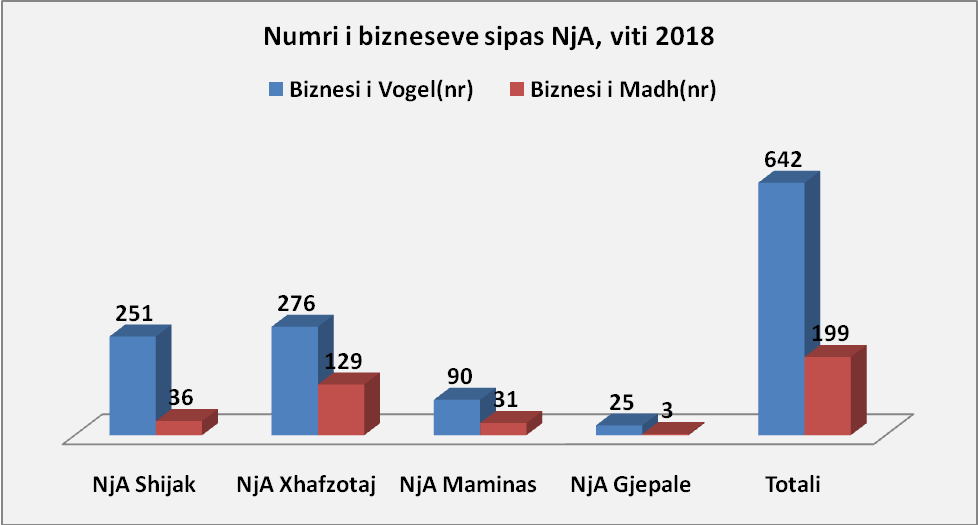 Numri i bizneseve sipas NjA, viti 2018
Biznesi i Vogel(nr) Biznesi i Madh(nr)
251 36 276 129 90 31 25 3 642 199
NjA Shijak NjA Xhafzotaj NjA Maminas NjA Gjepale Totali